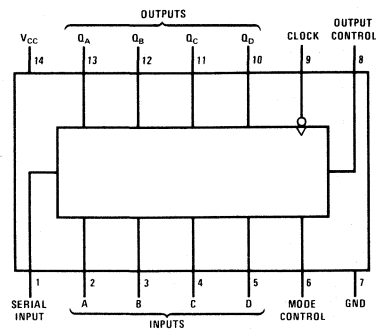 OUTPUTS
OUTPUT
CONTROL
VCC QA QB QC QD CLOCK
14 13 12 11 10 9 8
1 2 3 4 5 6 7
SERIAL
INPUT
A B C D
MODE
CONTROL
GND
INPUTS